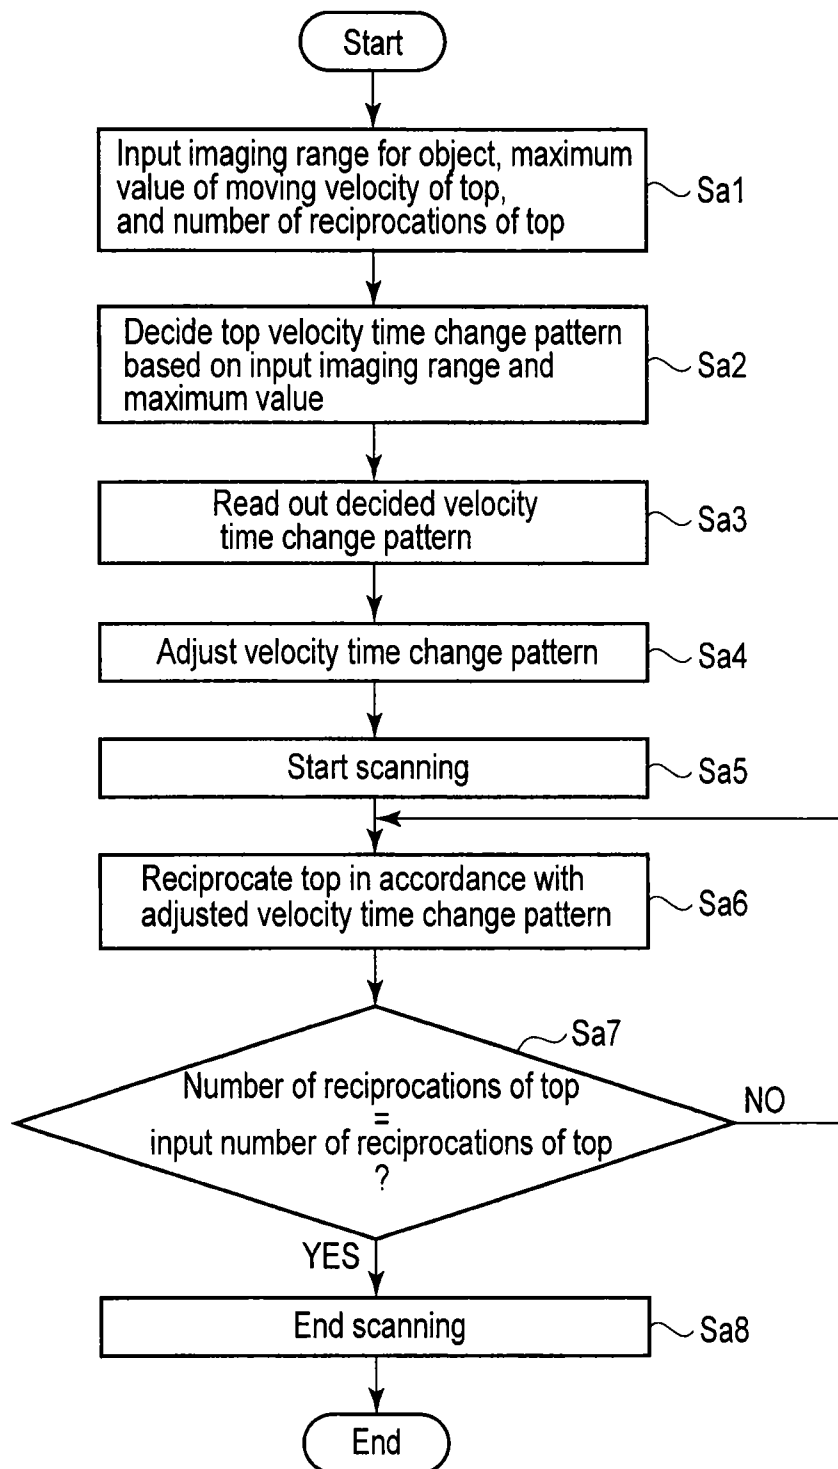 Start
Input imaging range for object, maximum
value of moving velocity of top,
and number of reciprocations of top
Sa1
Decide top velocity time change pattern
based on input imaging range and
maximum value
Sa2
Read out decided velocity
time change pattern
Sa3
Adjust velocity time change pattern
Sa4
Start scanning
Sa5
Reciprocate top in accordance with
adjusted velocity time change pattern
Sa6
Sa7
Number of reciprocations of top
=
input number of reciprocations of top
?
NO
YES
End scanning
Sa8
End